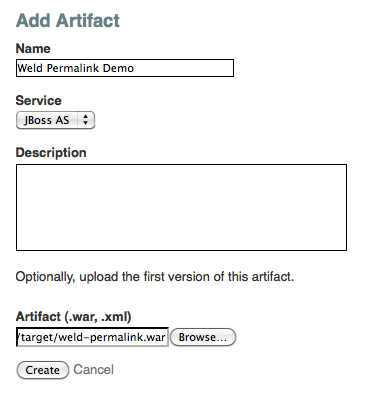 Add Artifact
Name
Weld Permalink Demo
Service
JBoss AS
Description
Optionally, upload the first version of this artifact.
Artifact (.war, .xml)
/target/weld-permalink.war Browse...
Create Cancel